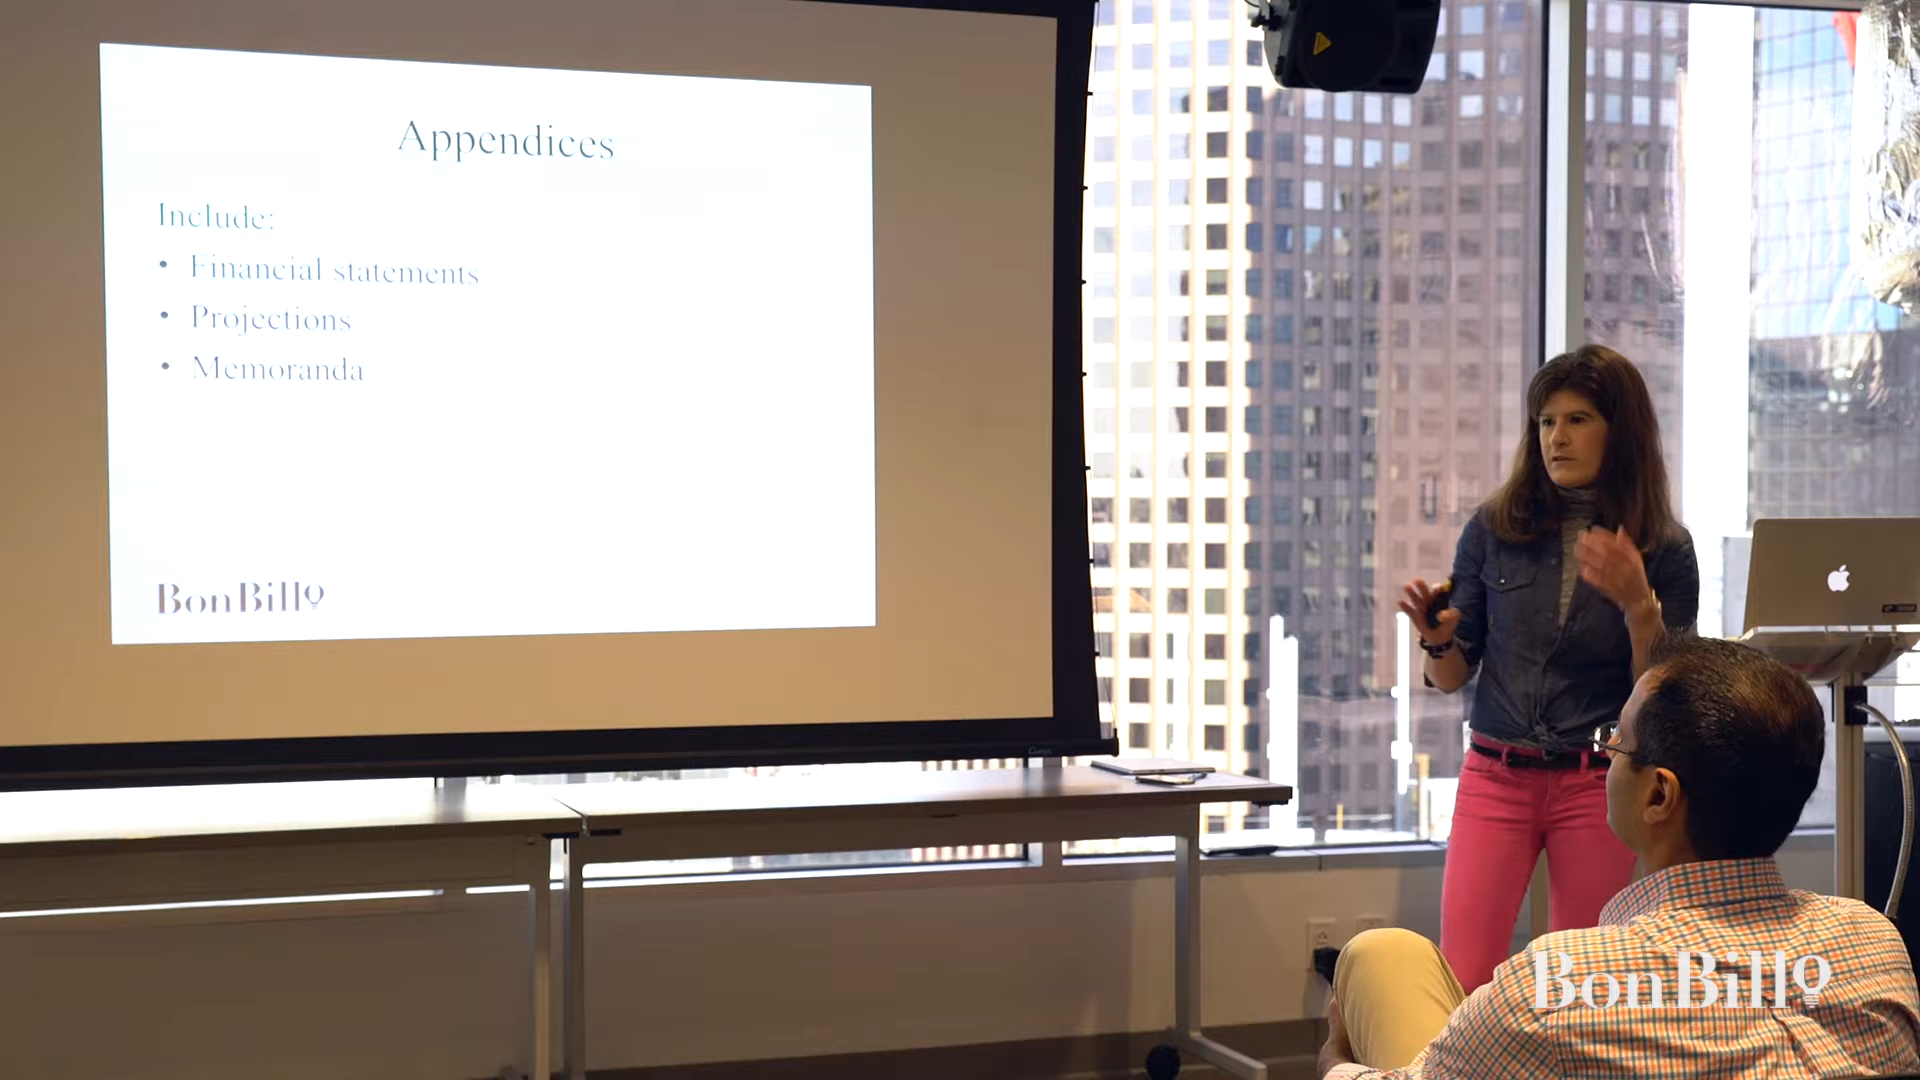 Appendices
Include:
• Financial statements
• Projections
• Memoranda
BonBillo
BonBillo